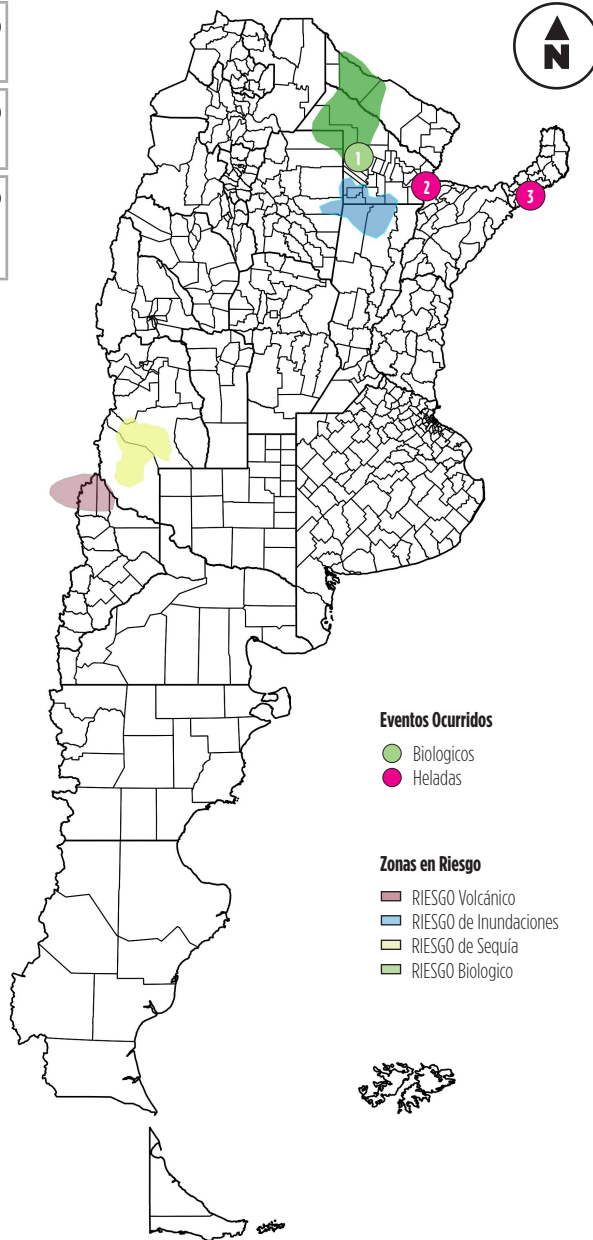 N
1
2
3
Eventos Ocurridos
Biologicos
Heladas
Zonas en Riesgo
RIESGO Volcánico
RIESGO de Inundaciones
RIESGO de Sequía
RIESGO Biologico